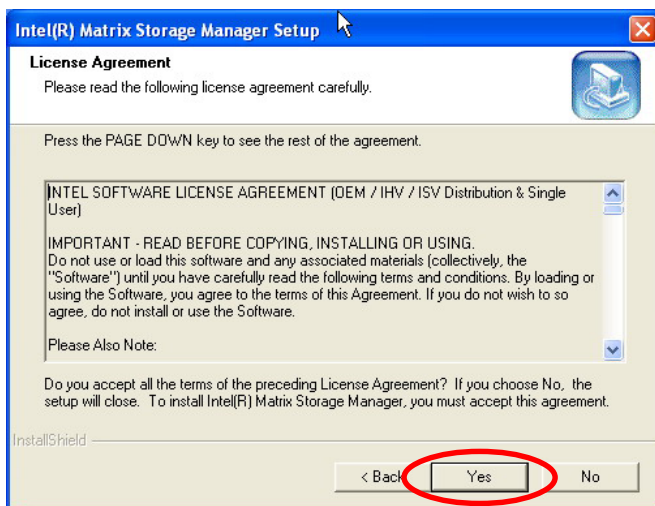 Intel(R) Matrix Storage Manager Setup
License Agreement
Please read the following license agreement carefully.
Press the PAGE DOWN key to see the rest of the agreement.
INTEL SOFTWARE LICENSE AGREEMENT (OEM / IHV / ISV Distribution & Single
User)
IMPORTANT - READ BEFORE COPYING, INSTALLING OR USING.
Do not use or load this software and any associated materials (collectively, the
"Software") until you have carefully read the following terms and conditions. By loading or
using the Software, you agree to the terms of this Agreement. If you do not wish to so
agree, do not install or use the Software.
Please Also Note:
Do you accept all the terms of the preceding License Agreement? If you choose No, the
setup will close. To install Intel(R) Matrix Storage Manager, you must accept this agreement.
InstallShield
< Back
Yes
No